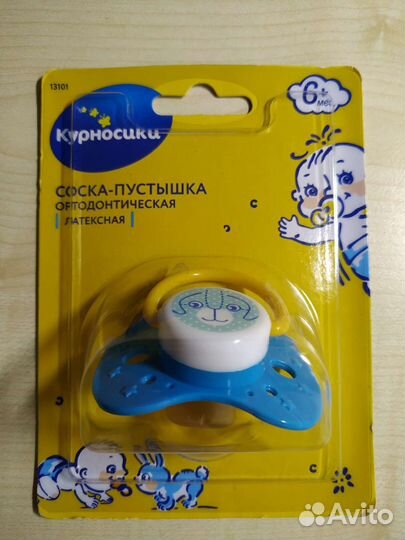 13101
Курносики
6+
мес
СОСКА-ПУСТЫШКА
ОРТОДОНТИЧЕСКАЯ
ЛАТЕКСНАЯ
Avito